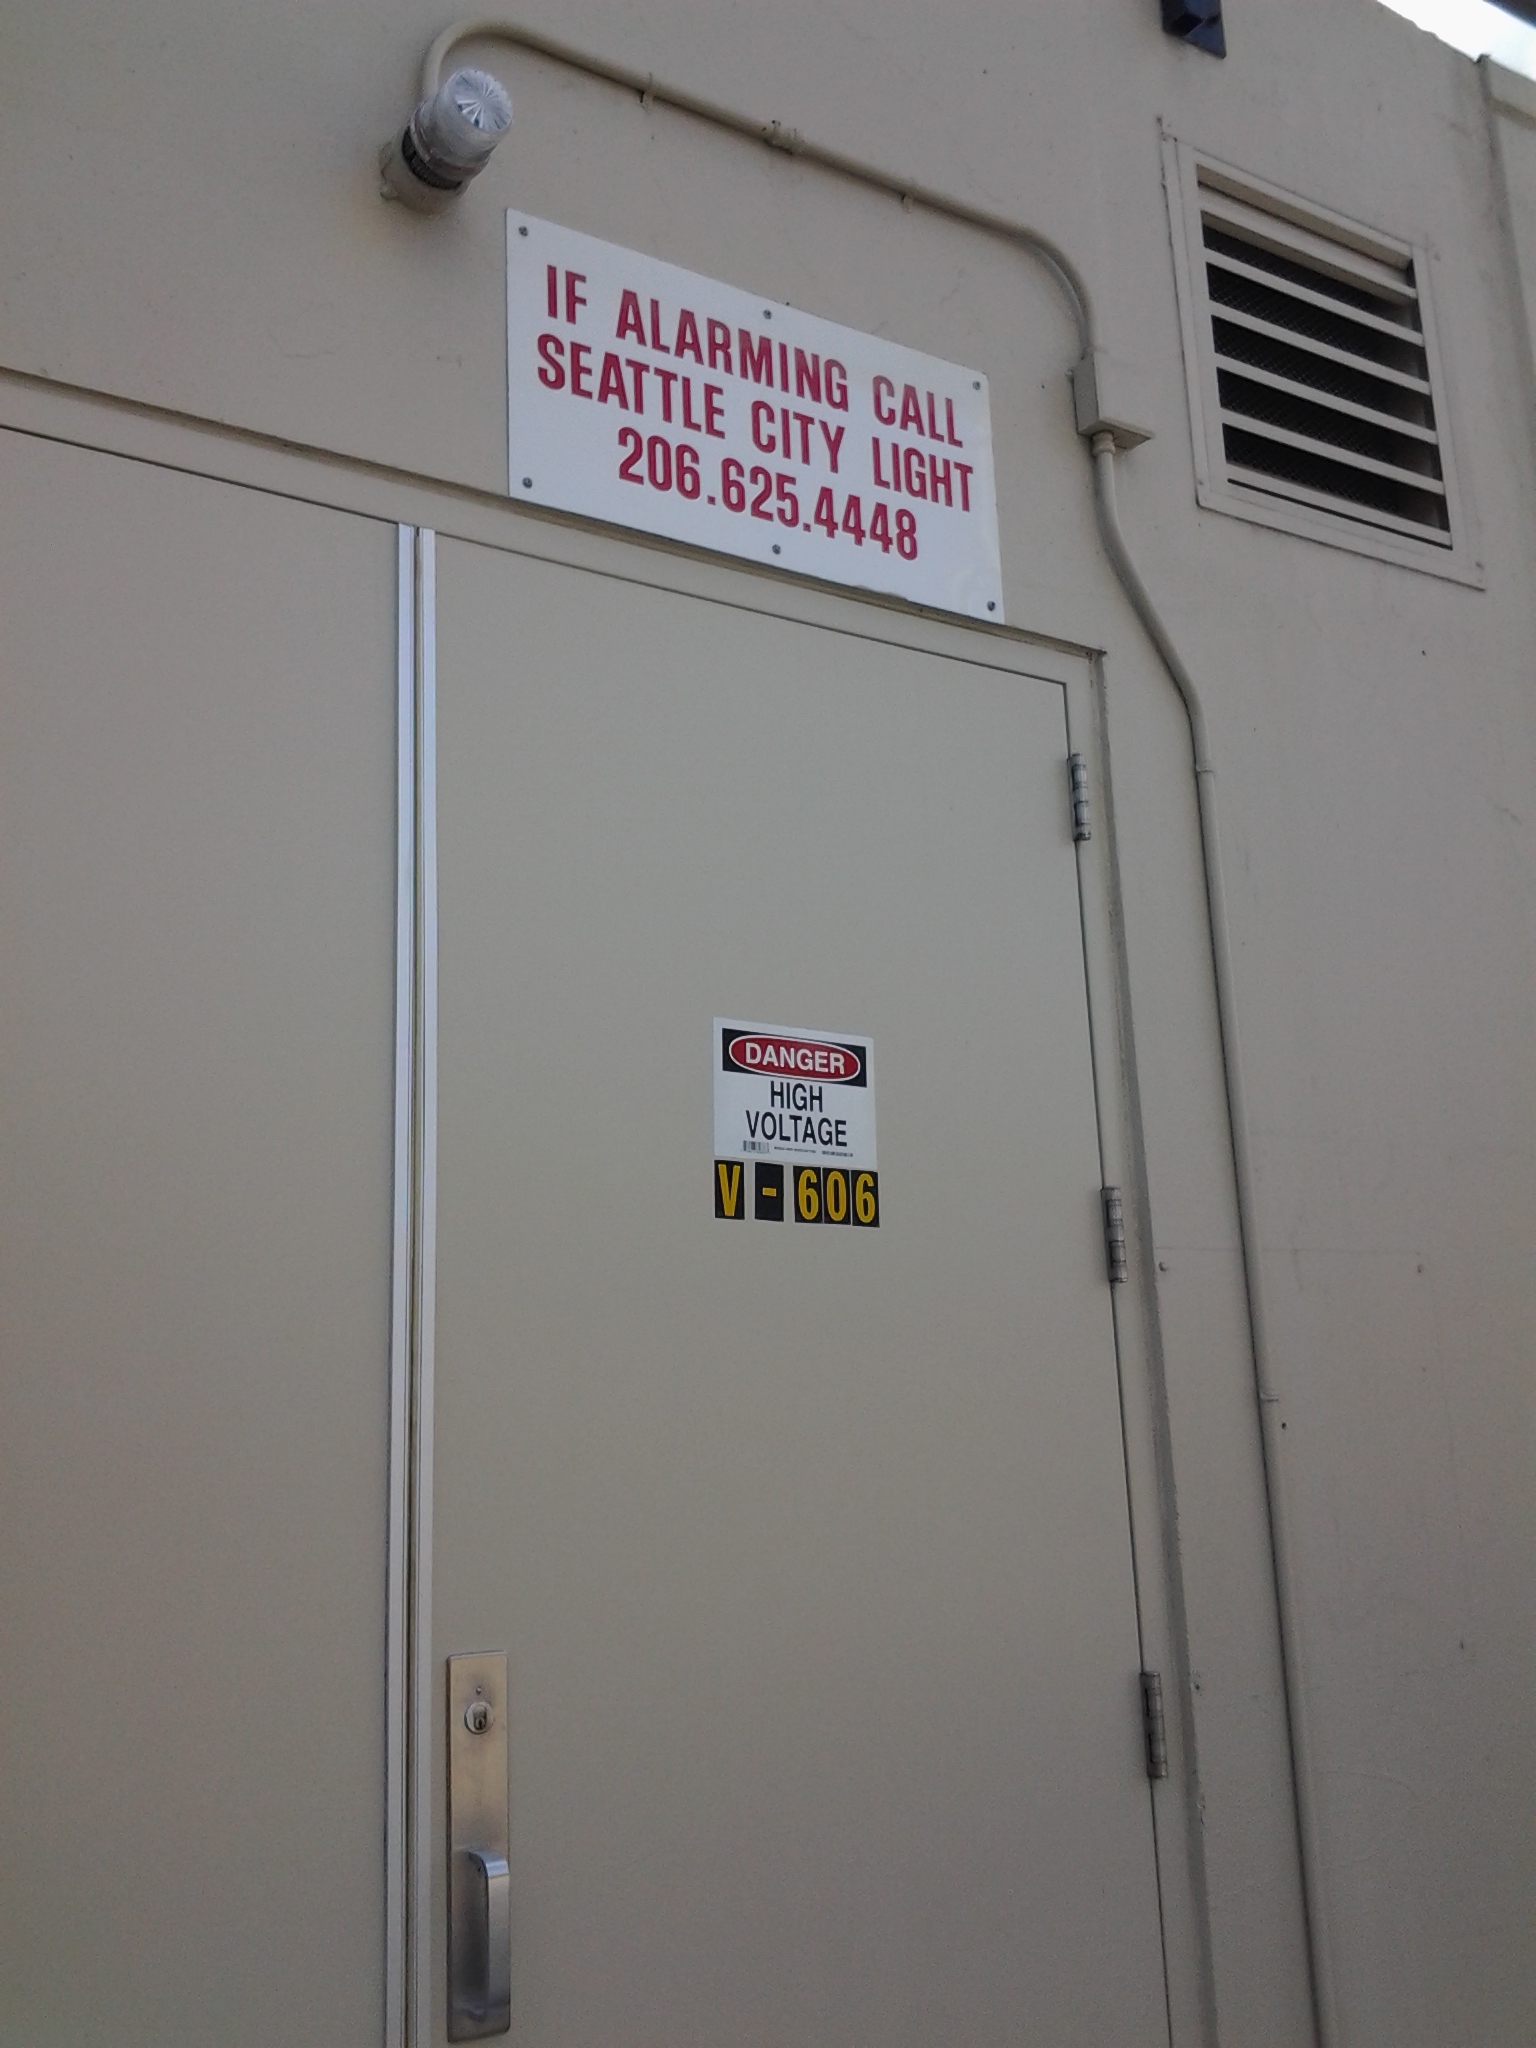 IF ALARMING CALL
SEATTLE CITY LIGHT
206.625.4448
DANGER
HIGH
VOLTAGE
V-606